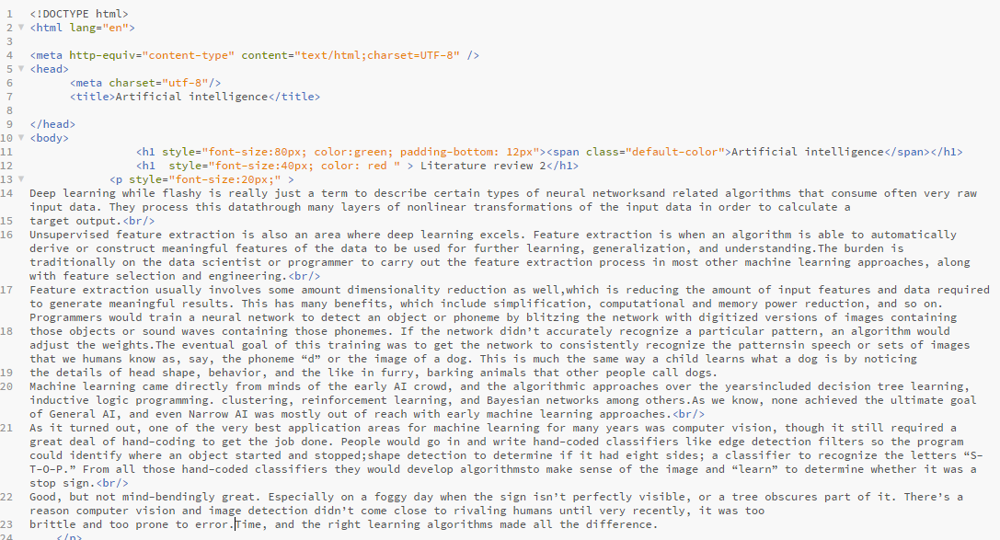 1 <!DOCTYPE html>
2 <html lang="en">
3
4 <meta http-equiv="content-type" content="text/html;charset=UTF-8" />
5 <head>
6 <meta charset="utf-8"/>
7 <title>Artificial intelligence</title>
8
9 </head>
10 <body>
11 <h1 style="font-size:80px; color:green; padding-bottom: 12px"><span class="default-color">Artificial intelligence</span></h1>
12 <h1  style="font-size:40px; color: red " > Literature review 2</h1>
13 <p style="font-size:20px;" >
14 Deep learning while flashy is really just a term to describe certain types of neural networksand related algorithms that consume often very raw
input data. They process this datathrough many layers of nonlinear transformations of the input data in order to calculate a
15 target output.<br/>
16 Unsupervised feature extraction is also an area where deep learning excels. Feature extraction is when an algorithm is able to automatically
derive or construct meaningful features of the data to be used for further learning, generalization, and understanding.The burden is
traditionally on the data scientist or programmer to carry out the feature extraction process in most other machine learning approaches, along
with feature selection and engineering.<br/>
17 Feature extraction usually involves some amount dimensionality reduction as well,which is reducing the amount of input features and data required
to generate meaningful results. This has many benefits, which include simplification, computational and memory power reduction, and so on.
Programmers would train a neural network to detect an object or phoneme by blitzing the network with digitized versions of images containing
18 those objects or sound waves containing those phonemes. If the network didn’t accurately recognize a particular pattern, an algorithm would
adjust the weights.The eventual goal of this training was to get the network to consistently recognize the patternsin speech or sets of images
that we humans know as, say, the phoneme “d” or the image of a dog. This is much the same way a child learns what a dog is by noticing
19 the details of head shape, behavior, and the like in furry, barking animals that other people call dogs.
20 Machine learning came directly from minds of the early AI crowd, and the algorithmic approaches over the yearsincluded decision tree learning,
inductive logic programming. clustering, reinforcement learning, and Bayesian networks among others.As we know, none achieved the ultimate goal
of General AI, and even Narrow AI was mostly out of reach with early machine learning approaches.<br/>
21 As it turned out, one of the very best application areas for machine learning for many years was computer vision, though it still required a
great deal of hand-coding to get the job done. People would go in and write hand-coded classifiers like edge detection filters so the program
could identify where an object started and stopped;shape detection to determine if it had eight sides; a classifier to recognize the letters “S-
T-O-P.” From all those hand-coded classifiers they would develop algorithmsto make sense of the image and “learn” to determine whether it was a
stop sign.<br/>
22 Good, but not mind-bendingly great. Especially on a foggy day when the sign isn’t perfectly visible, or a tree obscures part of it. There’s a
reason computer vision and image detection didn’t come close to rivaling humans until very recently, it was too
23 brittle and too prone to error.Time, and the right learning algorithms made all the difference.
24 </p>